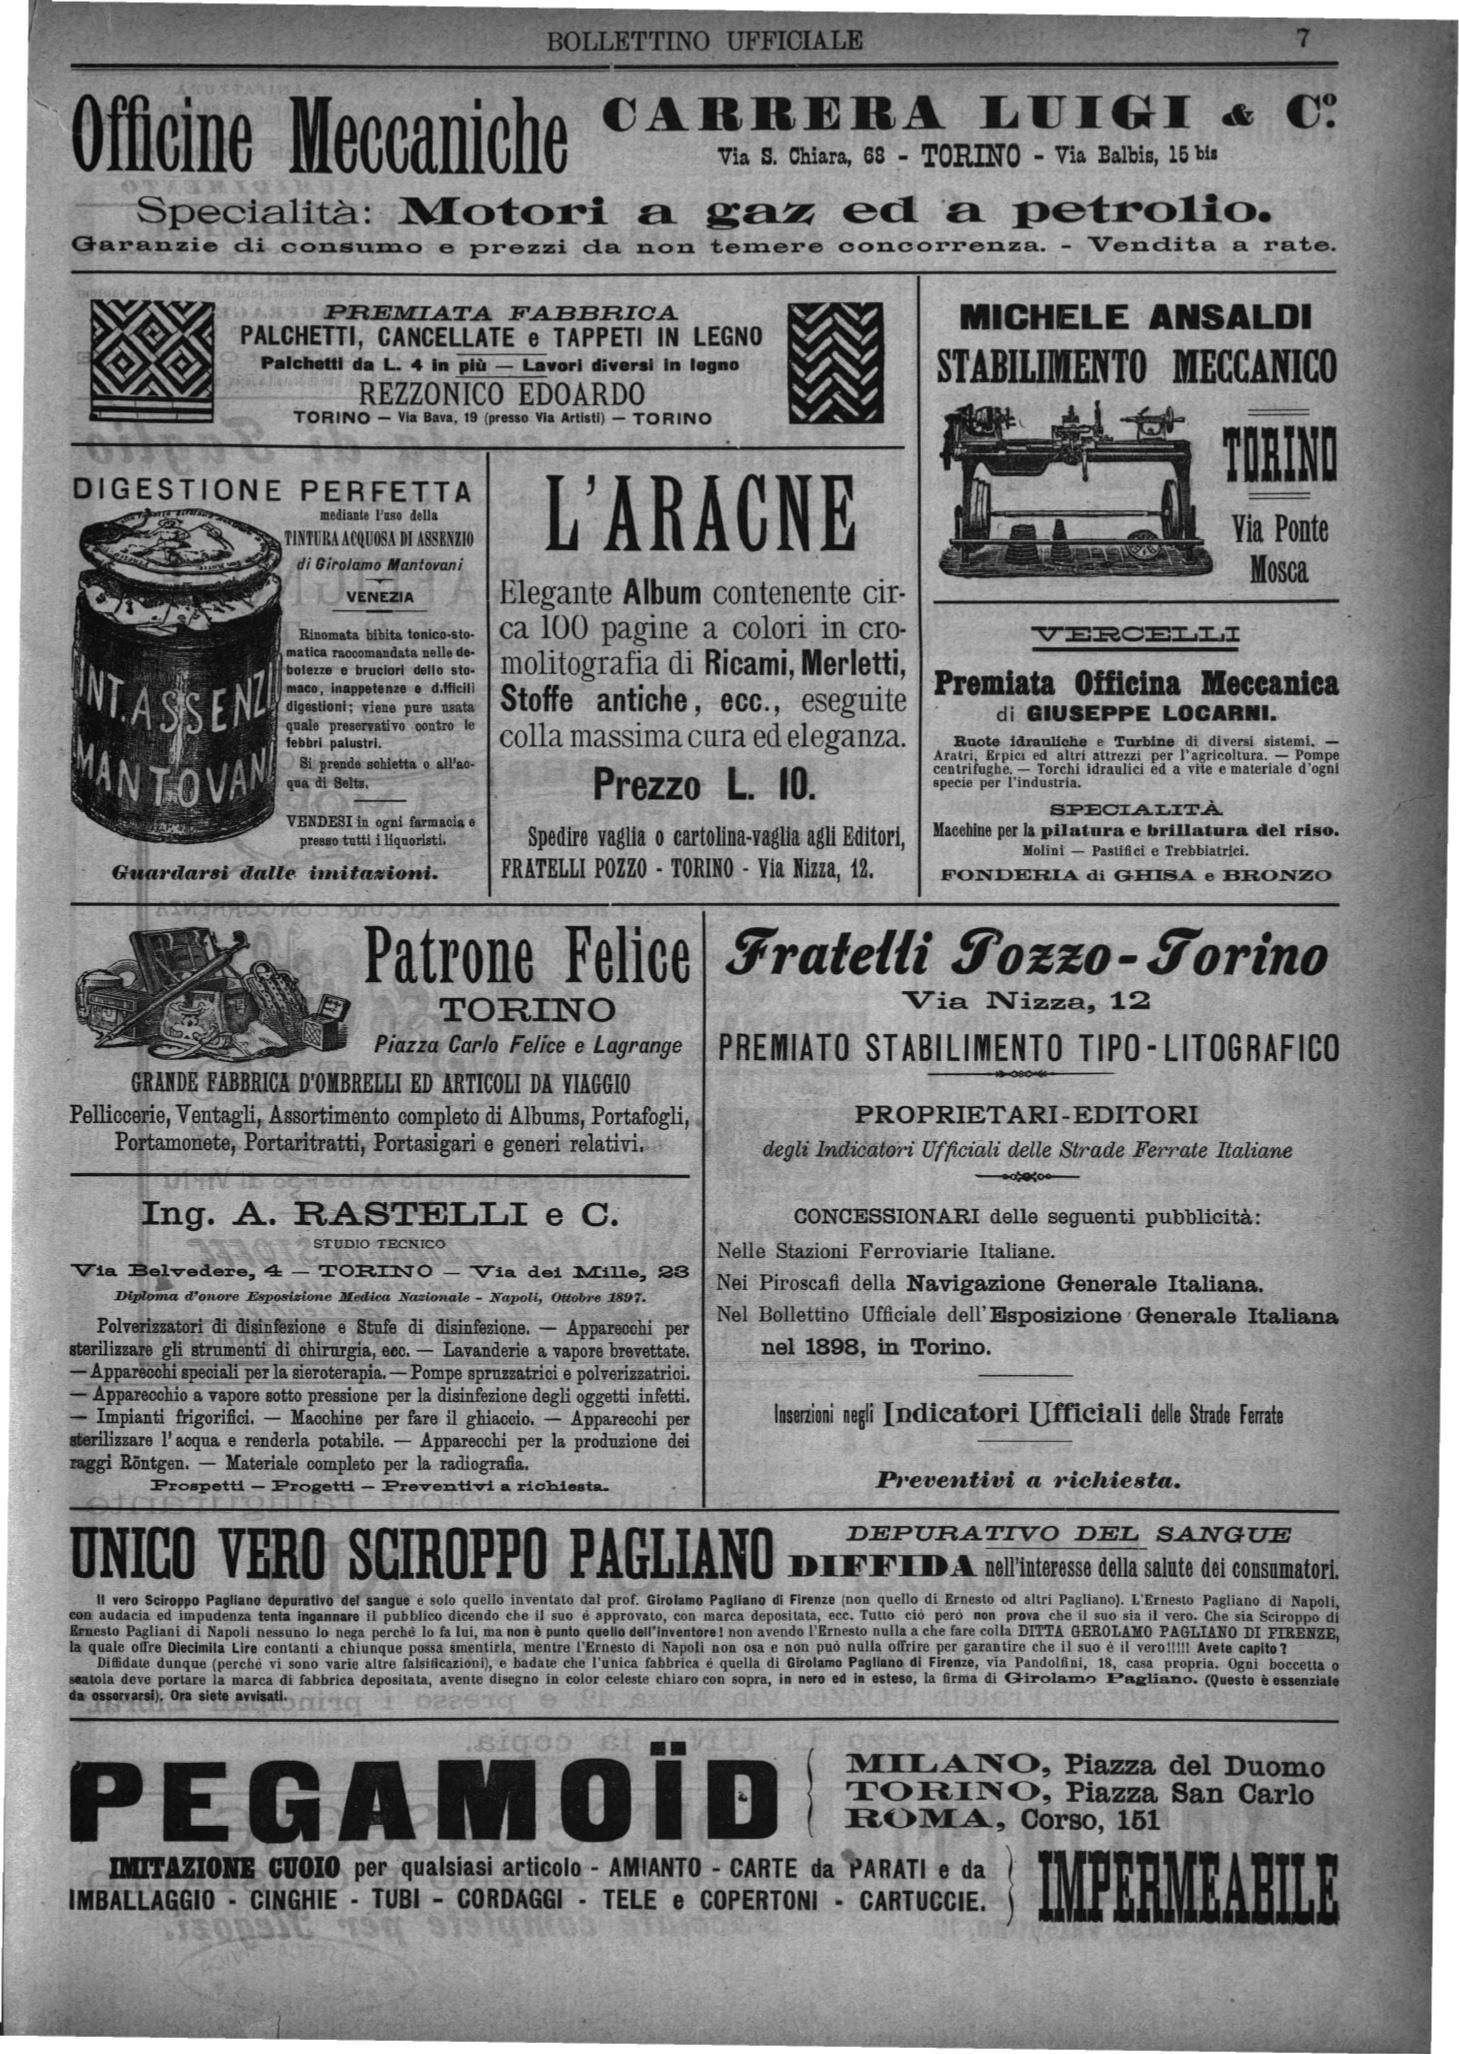 BOLLETTINO UFFICIALE 7
Officine Meccaniche CARRERA LUIGI & Cº.
Via S. Chiara, 68 - TORINO - Via Balbis, 15 bis
Specialità: Motori a gaz ed a petrolio.
Garanzie di consumo e prezzi da non temere concorrenza. - Vendita a rate.
PREMIATA FABBRICA
PALCHETTI, CANCELLATE e TAPPETI IN LEGNO
Palchetti da L. 4 in più — Lavori diversi in legno
REZZONICO EDOARDO
TORINO — Via Bava, 19 (presso Via Artisti) — TORINO
MICHELE ANSALDI
STABILIMENTO MECCANICO
TORINO
Via Ponte
Mosca
DIGESTIONE PERFETTA
mediante l'uso della
TINTURA ACQUOSA DI ASSENZIO
di Girolamo Mantovani
VENEZIA
Rinomata bibita tonico-sto-
matica raccomandata nelle de-
bolezze e bruciori dello sto-
maco, inappetenze e difficili
digestioni; viene pure usata
quale preservativo contro le
febbri palustri.
Si prende schietta o all'ac-
qua di Seltz.
VENDESI in ogni farmacia e
presso tutti i liquoristi.
INT. ASSENZI
MANTOVAN
Guardarsi dalle imitazioni.
L'ARACNE
Elegante Album contenente cir-
ca 100 pagine a colori in cro-
molitografia di Ricami, Merletti,
Stoffe antiche, ecc., eseguite
colla massima cura ed eleganza.
Prezzo L. 10.
Spedire vaglia o cartolina-vaglia agli Editori,
FRATELLI POZZO - TORINO - Via Nizza, 12.
VERCELLI
Premiata Officina Meccanica
di GIUSEPPE LOCARNI.
Ruote idrauliche e Turbine di diversi sistemi. —
Aratri, Erpici ed altri attrezzi per l'agricoltura. — Pompe
centrifughe. — Torchi idraulici ed a vite e materiale d'ogni
specie per l'industria.
SPECIALITÀ
Macchine per la pilatura e brillatura del riso.
Molini — Pastifici e Trebbiatrici.
FONDERIA di GHISA e BRONZO
Patrone Felice
TORINO
Piazza Carlo Felice e Lagrange
GRANDE FABBRICA D'OMBRELLI ED ARTICOLI DA VIAGGIO
Pelliccerie, Ventagli, Assortimento completo di Albums, Portafogli,
Portamonete, Portaritratti, Portasigari e generi relativi.
Ing. A. RASTELLI e C.
STUDIO TECNICO
Via Belvedere, 4 — TORINO — Via dei Mille, 23
Diploma d'onore Esposizione Medica Nazionale - Napoli, Ottobre 1897.
Polverizzatori di disinfezione e Stufe di disinfezione. — Apparecchi per
sterilizzare gli strumenti di chirurgia, ecc. — Lavanderie a vapore brevettate.
— Apparecchi speciali per la sieroterapia. — Pompe spruzzatrici e polverizzatrici.
— Apparecchio a vapore sotto pressione per la disinfezione degli oggetti infetti.
— Impianti frigorifici. — Macchine per fare il ghiaccio. — Apparecchi per
sterilizzare l'acqua e renderla potabile. — Apparecchi per la produzione dei
raggi Röntgen. — Materiale completo per la radiografia.
Prospetti — Progetti — Preventivi a richiesta.
Fratelli Pozzo - Torino
Via Nizza, 12
PREMIATO STABILIMENTO TIPO-LITOGRAFICO
PROPRIETARI-EDITORI
degli Indicatori Ufficiali delle Strade Ferrate Italiane
CONCESSIONARI delle seguenti pubblicità:
Nelle Stazioni Ferroviarie Italiane.
Nei Piroscafi della Navigazione Generale Italiana.
Nel Bollettino Ufficiale dell'Esposizione Generale Italiana
nel 1898, in Torino.
Inserzioni negli Indicatori Ufficiali delle Strade Ferrate
Preventivi a richiesta.
UNICO VERO SCIROPPO PAGLIANO
DEPURATIVO DEL SANGUE
DIFFIDA nell'interesse della salute dei consumatori.
Il vero Sciroppo Pagliano depurativo del sangue è solo quello inventato dal prof. Girolamo Pagliano di Firenze (non quello di Ernesto od altri Pagliano). L'Ernesto Pagliano di Napoli,
con audacia ed impudenza tenta ingannare il pubblico dicendo che il suo è approvato, con marca depositata, ecc. Tutto ciò però non prova che il suo sia il vero. Che sia Sciroppo di
Ernesto Pagliani di Napoli nessuno lo nega perchè lo fa lui, ma non è punto quello dell'inventore! non avendo l'Ernesto nulla a che fare colla DITTA GEROLAMO PAGLIANO DI FIRENZE,
la quale offre Diecimila Lire contanti a chiunque possa smentirla, mentre l'Ernesto di Napoli non osa e non può nulla offrire per garantire che il suo è il vero!!!!! Avete capito?
Diffidate dunque (perchè vi sono varie altre falsificazioni), e badate che l'unica fabbrica è quella di Girolamo Pagliano di Firenze, via Pandolfini, 18, casa propria. Ogni boccetta o
scatola deve portare la marca di fabbrica depositata, avente disegno in color celeste chiaro con sopra, in nero ed in esteso, la firma di Girolamo Pagliano. (Questo è essenziale
da osservarsi). Ora siete avvisati.
PEGAMOÏD
MILANO, Piazza del Duomo
TORINO, Piazza San Carlo
ROMA, Corso, 151
IMITAZIONE CUOIO per qualsiasi articolo - AMIANTO - CARTE da PARATI e da
IMBALLAGGIO - CINGHIE - TUBI - CORDAGGI - TELE e COPERTONI - CARTUCCIE.
IMPERMEABILE